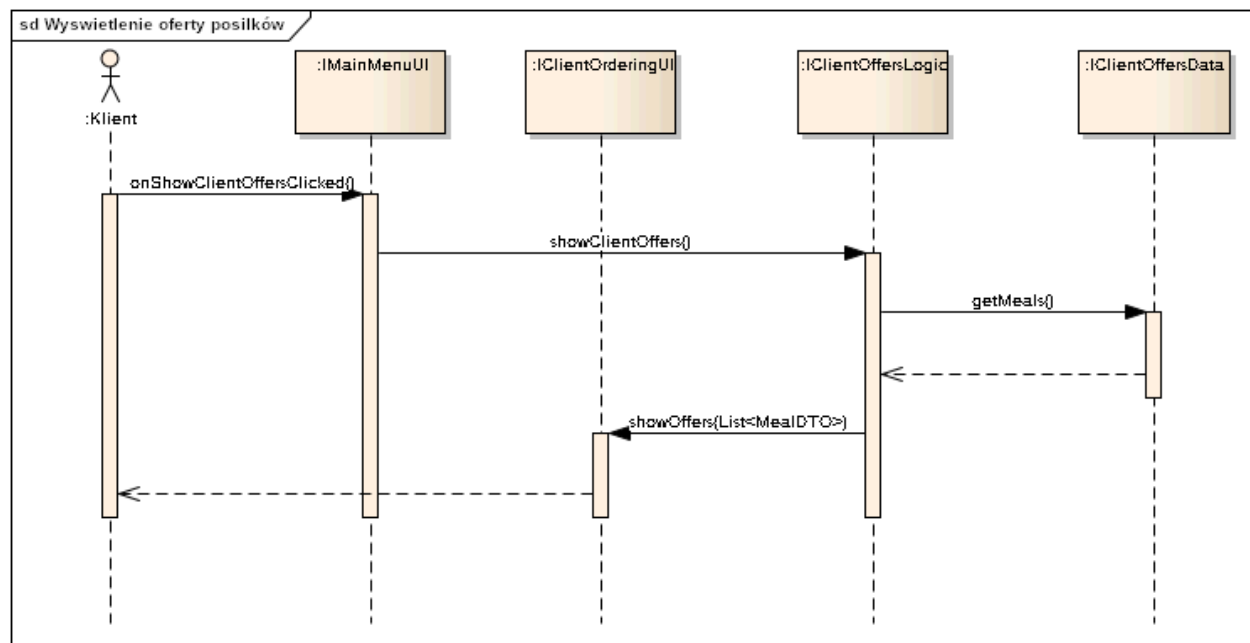 sd Wyswietlenie oferty posilków
:Klient
:IMainMenuUI
:IClientOrderingUI
:IClientOffersLogic
:IClientOffersData
onShowClientOffersClicked()
showClientOffers()
getMeals()
showOffers(List<MealDTO>)